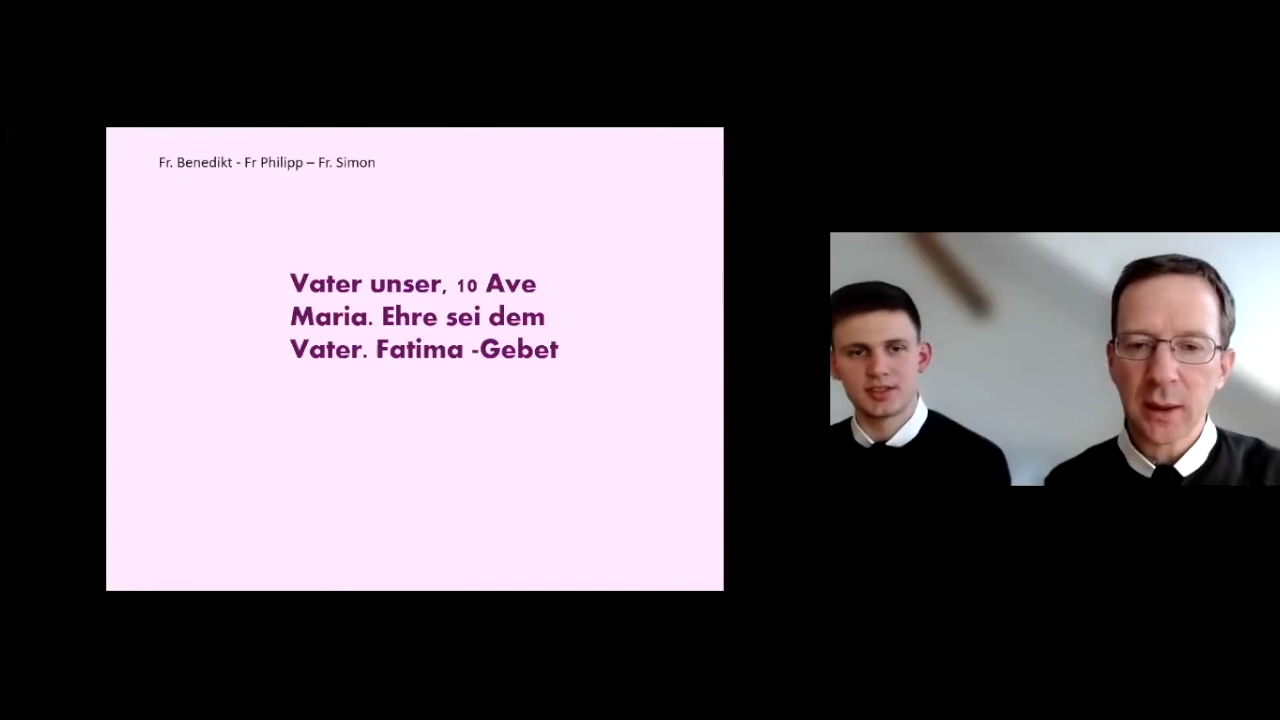 Fr. Benedikt - Fr Philipp – Fr. Simon
Vater unser, 10 Ave
Maria. Ehre sei dem
Vater. Fatima -Gebet